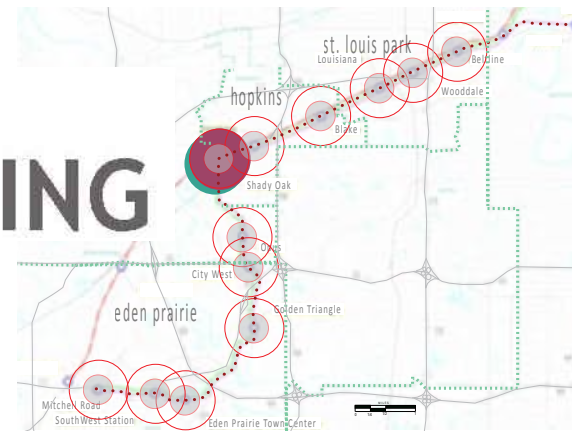 st. louis park
Louisiana
Beltline
Wooddale
hopkins
Blake
ING
Shady Oak
Opus
City West
Golden Triangle
eden prairie
Mitchell Road
SouthWest Station
Eden Prairie Town Center